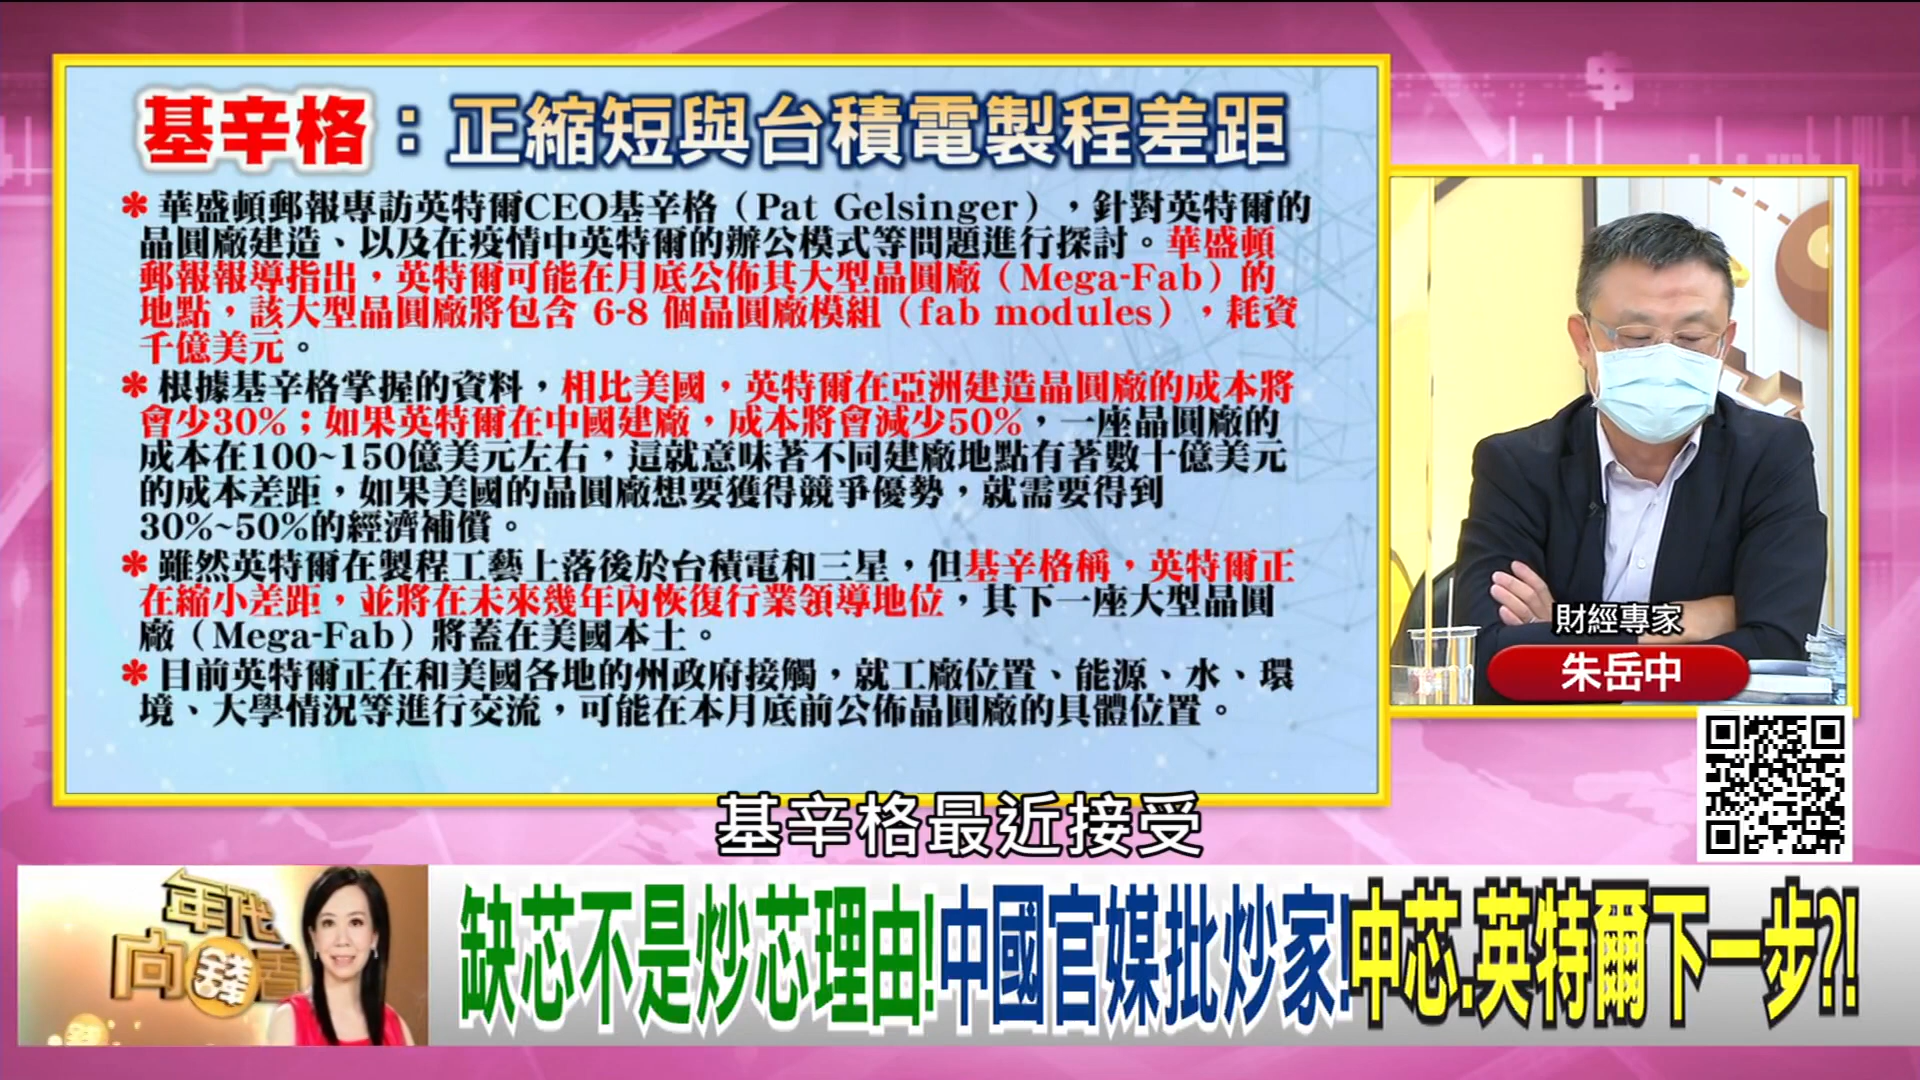 基辛格：正縮短與台積電製程差距
* 華盛頓郵報專訪英特爾CEO基辛格（Pat Gelsinger），針對英特爾的
晶圓廠建造、以及在疫情中英特爾的辦公模式等問題進行探討。華盛頓
郵報報導指出，英特爾可能在月底公佈其大型晶圓廠（Mega-Fab）的
地點，該大型晶圓廠將包含 6-8 個晶圓廠模組（fab modules），耗資
千億美元。
* 根據基辛格掌握的資料，相比美國，英特爾在亞洲建造晶圓廠的成本將
會少30%；如果英特爾在中國建廠，成本將會減少50%，一座晶圓廠的
成本在100~150億美元左右，這就意味著不同建廠地點有著數十億美元
的成本差距，如果美國的晶圓廠想要獲得競爭優勢，就需要得到
30%~50%的經濟補償。
* 雖然英特爾在製程工藝上落後於台積電和三星，但基辛格稱，英特爾正
在縮小差距，並將在未來幾年內恢復行業領導地位，其下一座大型晶圓
廠（Mega-Fab）將蓋在美國本土。
* 目前英特爾正在和美國各地的州政府接觸，就工廠位置、能源、水、環
境、大學情況等進行交流，可能在本月底前公佈晶圓廠的具體位置。
財經專家
朱岳中
基辛格最近接受
年代
向錢看
缺芯不是炒芯理由!中國官媒批炒家!中芯.英特爾下一步?!